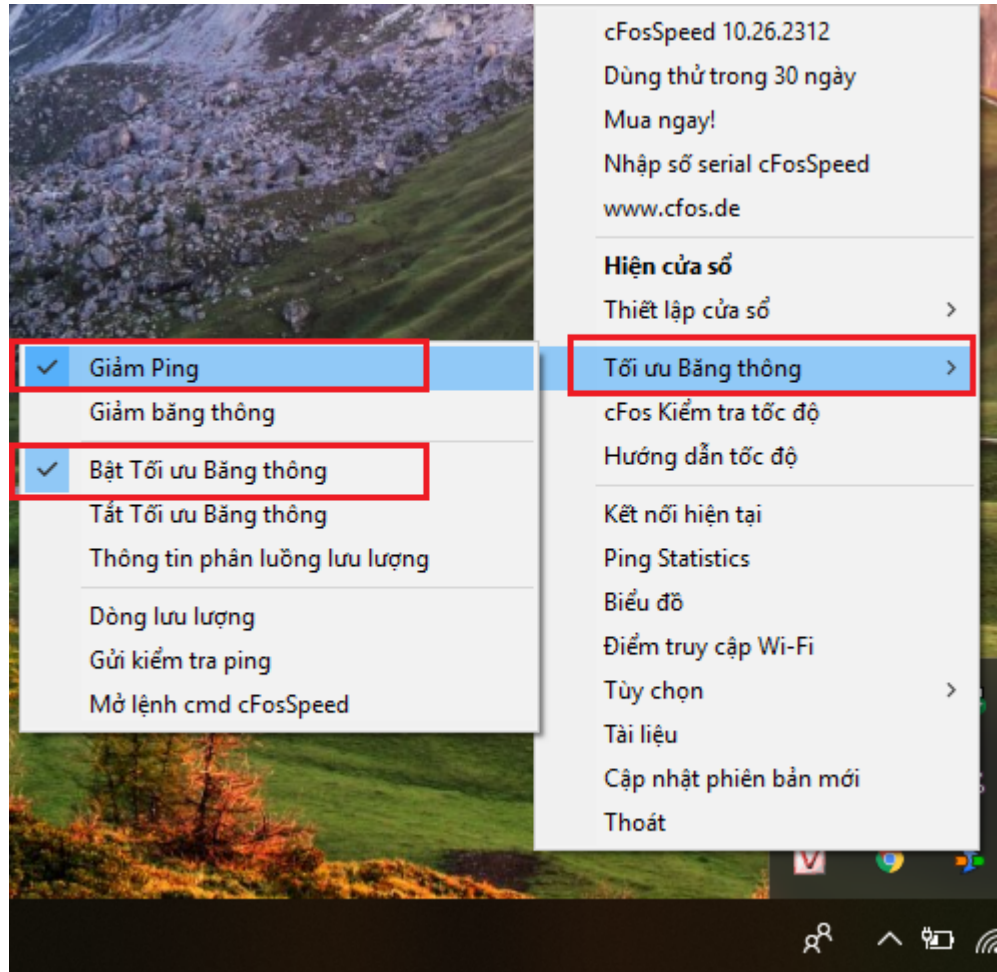 cFosSpeed 10.26.2312
Dùng thử trong 30 ngày
Mua ngay!
Nhập số serial cFosSpeed
www.cfos.de
Hiện cửa sổ
Thiết lập cửa sổ
Tối ưu Băng thông
cFos Kiểm tra tốc độ
Hướng dẫn tốc độ
Kết nối hiện tại
Ping Statistics
Biểu đồ
Điểm truy cập Wi-Fi
Tùy chọn
Tài liệu
Cập nhật phiên bản mới
Thoát
Giảm Ping
Giảm băng thông
Bật Tối ưu Băng thông
Tắt Tối ưu Băng thông
Thông tin phân luồng lưu lượng
Dòng lưu lượng
Gửi kiểm tra ping
Mở lệnh cmd cFosSpeed
V